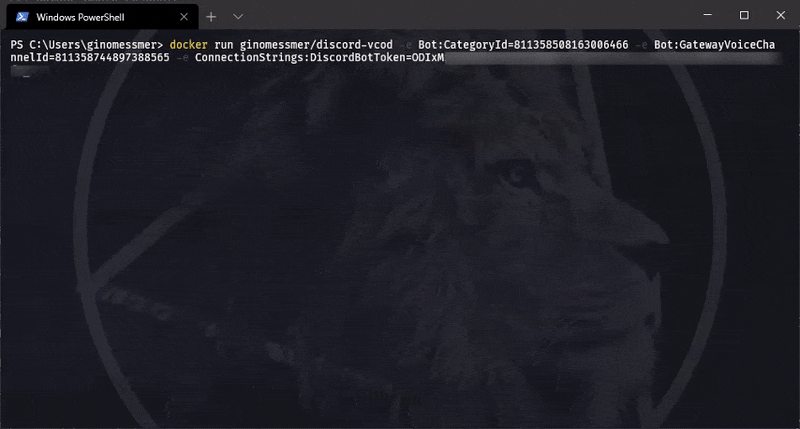 Windows PowerShell
PS C:\Users\ginomessmer> docker run ginomessmer/discord-vcod -e Bot:CategoryId=811358508163006466 -e Bot:GatewayVoiceCha
nnelId=811358744897388565 -e ConnectionStrings:DiscordBotToken=ODIxM